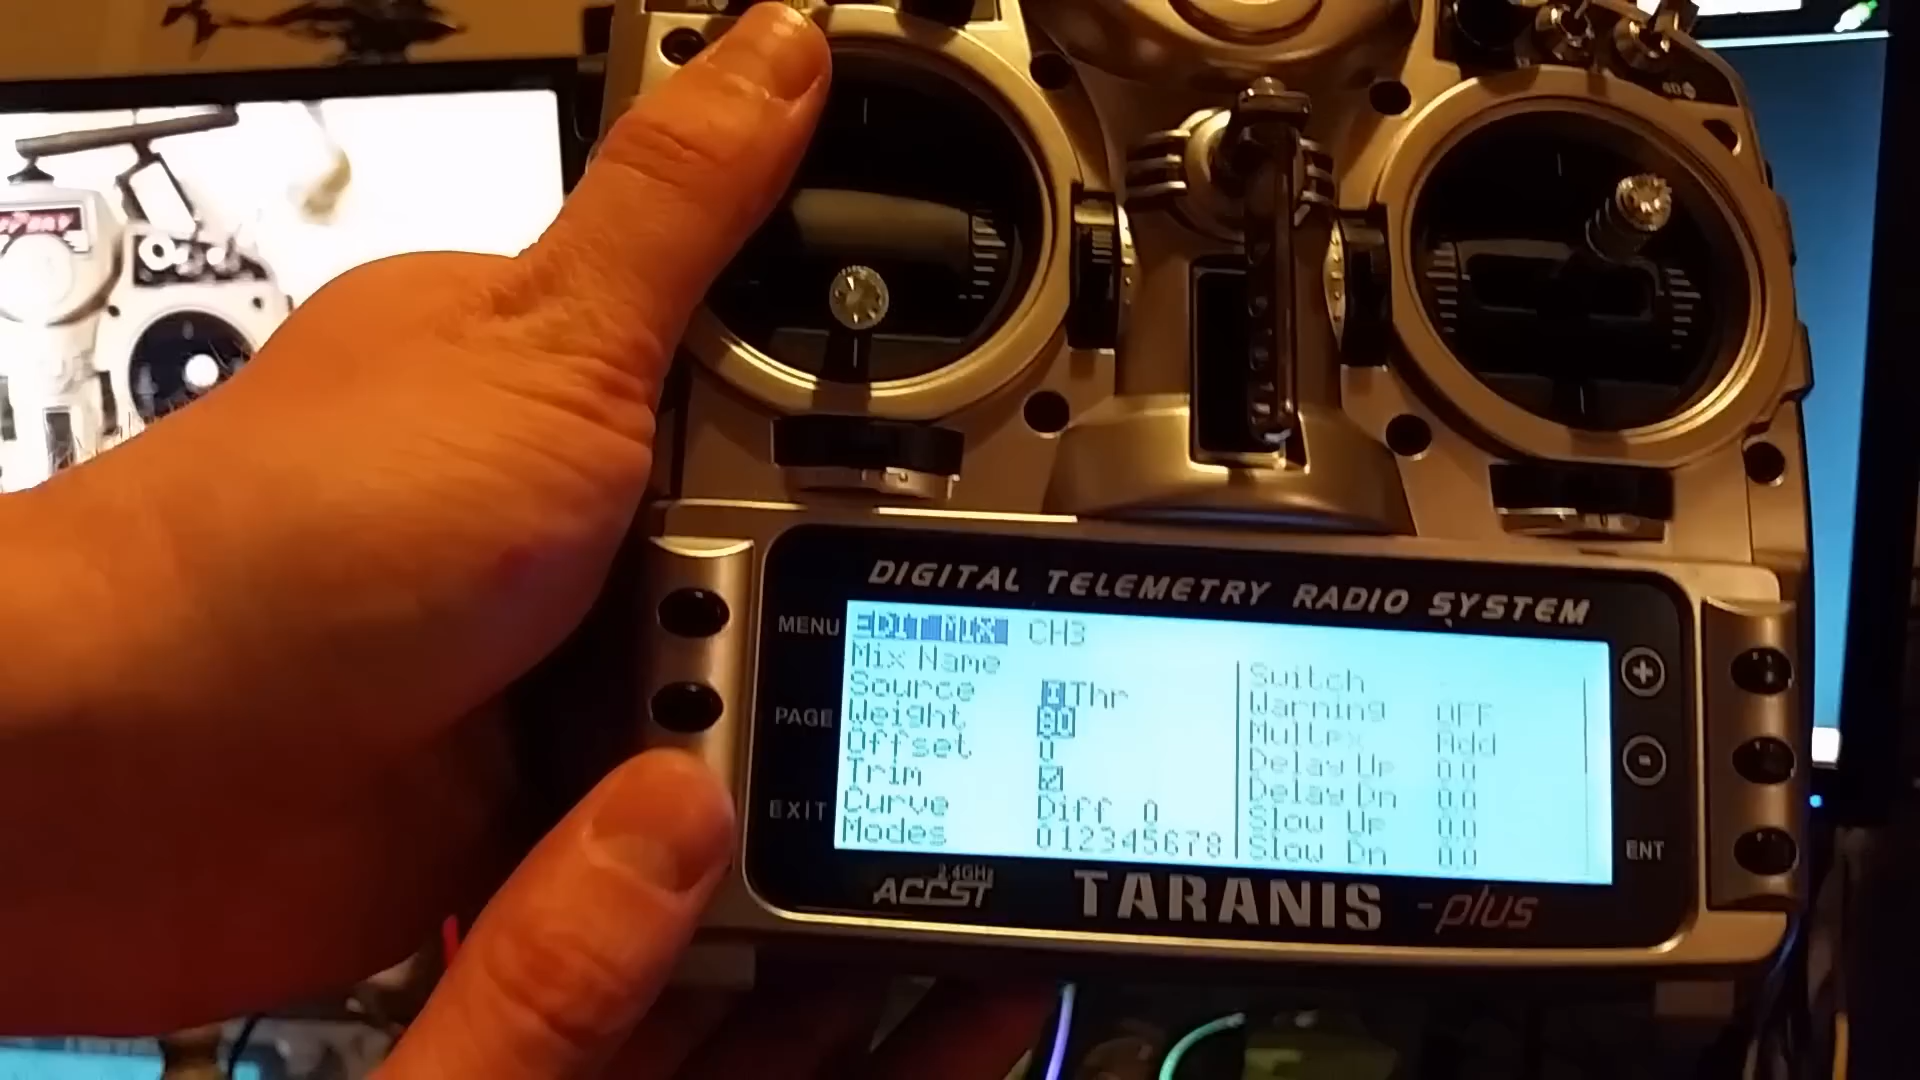 DIGITAL TELEMETRY RADIO SYSTEM
MENU
PAGE
EXIT
EDIT MIX CH3
Mix Name
Source Thr
Weight 80
Offset 0
Trim
Curve Diff 0
Modes 012345678
Switch
Warning OFF
Multpx Add
Delay Up 0.0
Delay Dn 0.0
Slow Up 0.0
Slow Dn 0.0
ENT
2.4GHz
ACCST
TARANIS -plus